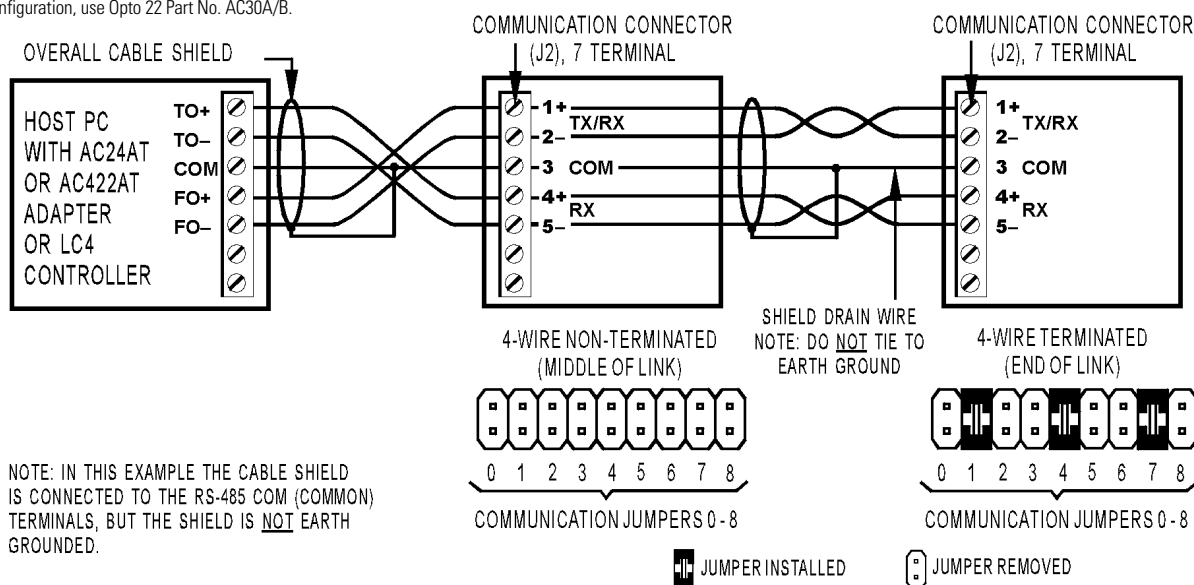 nfiguration, use Opto 22 Part No. AC30A/B.
OVERALL CABLE SHIELD
HOST PC
WITH AC24AT
OR AC422AT
ADAPTER
OR LC4
CONTROLLER
TO+
TO–
COM
FO+
FO–
COMMUNICATION CONNECTOR
(J2), 7 TERMINAL
1+
TX/RX
2–
3 COM
4+
RX
5–
4-WIRE NON-TERMINATED
(MIDDLE OF LINK)
0 1 2 3 4 5 6 7 8
COMMUNICATION JUMPERS 0 - 8
SHIELD DRAIN WIRE
NOTE: DO NOT TIE TO
EARTH GROUND
COMMUNICATION CONNECTOR
(J2), 7 TERMINAL
1+
TX/RX
2–
3 COM
4+
RX
5–
4-WIRE TERMINATED
(END OF LINK)
0 1 2 3 4 5 6 7 8
COMMUNICATION JUMPERS 0 - 8
NOTE: IN THIS EXAMPLE THE CABLE SHIELD
IS CONNECTED TO THE RS-485 COM (COMMON)
TERMINALS, BUT THE SHIELD IS NOT EARTH
GROUNDED.
JUMPER INSTALLED
JUMPER REMOVED